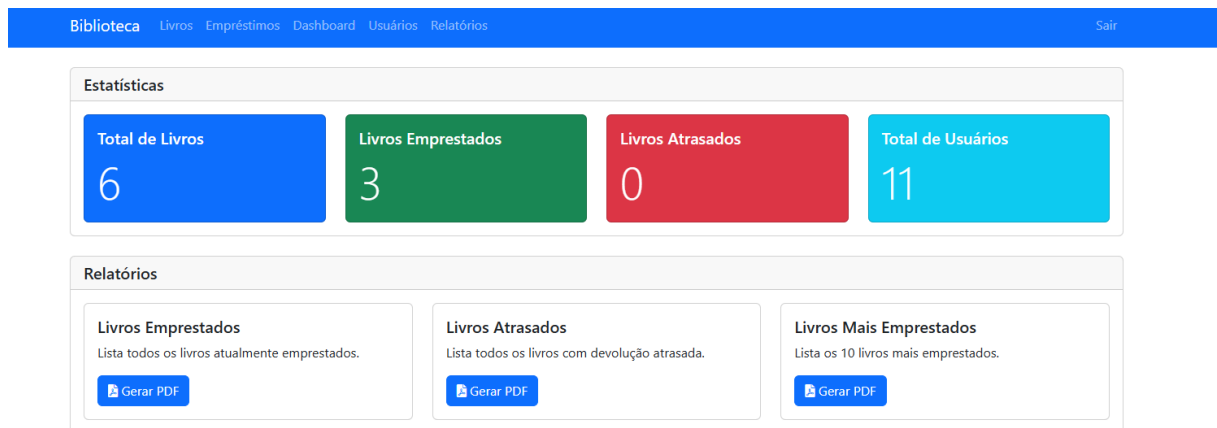 Biblioteca Livros Empréstimos Dashboard Usuários Relatórios Sair
Estatísticas
Total de Livros
6
Livros Emprestados
3
Livros Atrasados
0
Total de Usuários
11
Relatórios
Livros Emprestados
Lista todos os livros atualmente emprestados.
Gerar PDF
Livros Atrasados
Lista todos os livros com devolução atrasada.
Gerar PDF
Livros Mais Emprestados
Lista os 10 livros mais emprestados.
Gerar PDF